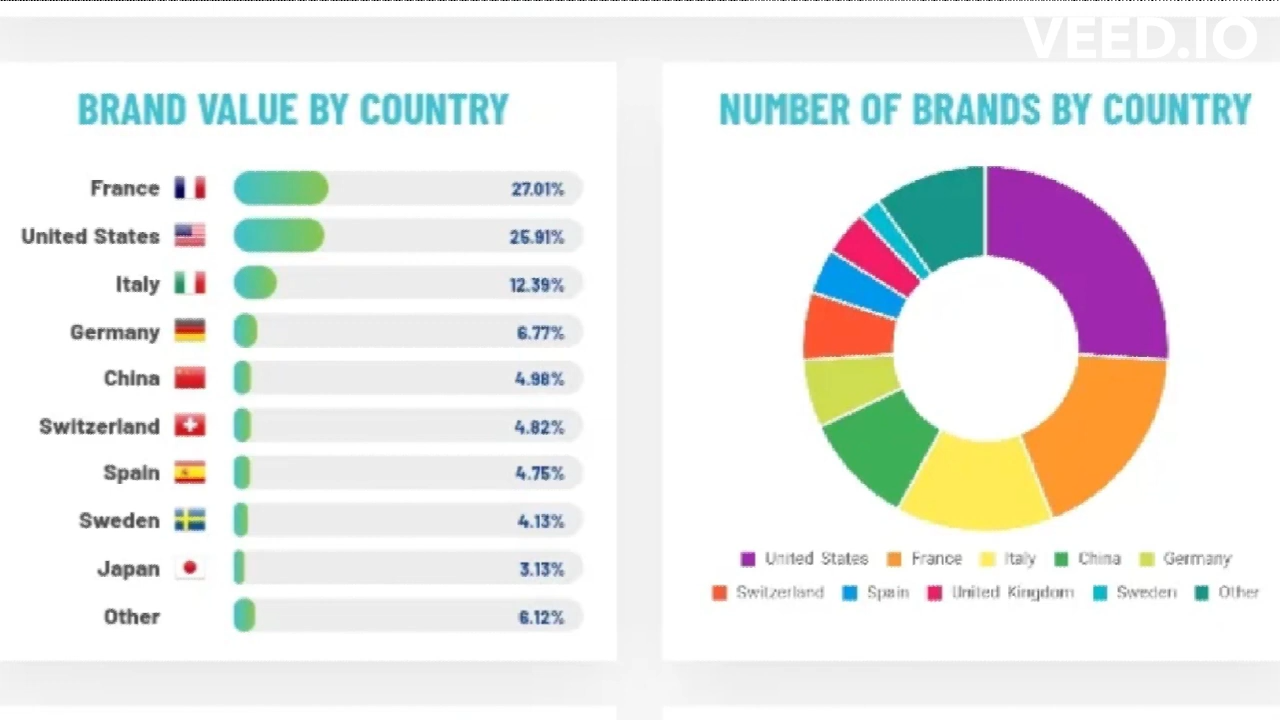 VEED.IO
BRAND VALUE BY COUNTRY
France 27.01%
United States 25.91%
Italy 12.39%
Germany 6.77%
China 4.98%
Switzerland 4.82%
Spain 4.75%
Sweden 4.13%
Japan 3.13%
Other 6.12%
NUMBER OF BRANDS BY COUNTRY
United States France Italy China Germany
Switzerland Spain United Kingdom Sweden Other